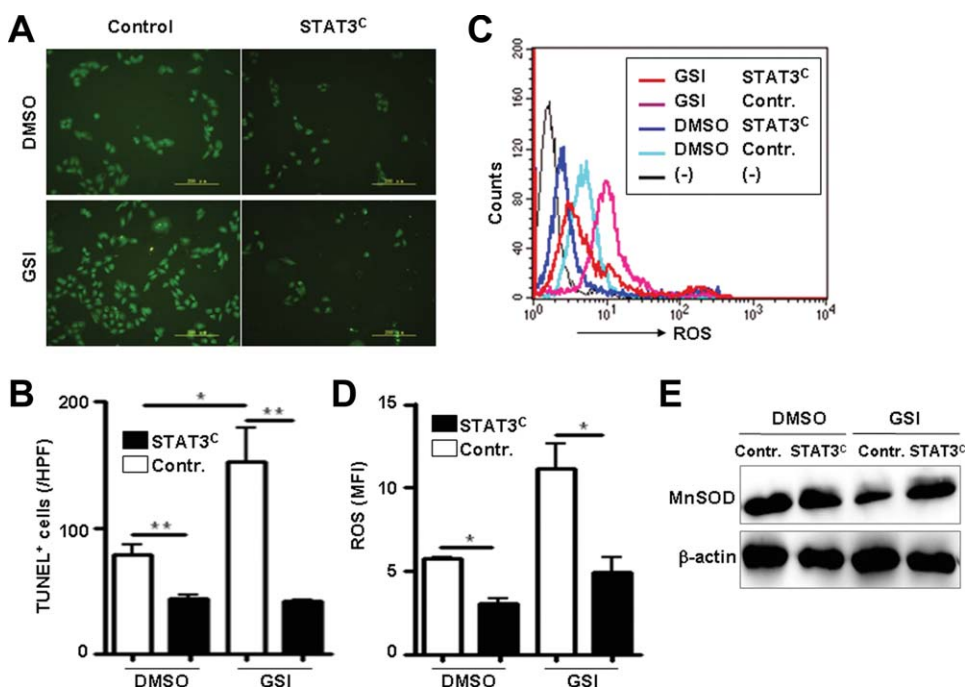 A
Control
STAT3ᶜ
DMSO
GSI
C
200
160
120
80
40
0
Counts
GSI STAT3ᶜ
GSI Contr.
DMSO STAT3ᶜ
DMSO Contr.
(-) (-)
10⁰ 10¹ 10² 10³ 10⁴
ROS
B
200
100
0
TUNEL⁺ cells (/HPF)
STAT3ᶜ
Contr.
* ** **
DMSO GSI
D
15
10
5
0
ROS (MFI)
STAT3ᶜ
Contr.
* *
DMSO GSI
E
DMSO GSI
Contr. STAT3ᶜ Contr. STAT3ᶜ
MnSOD
β-actin